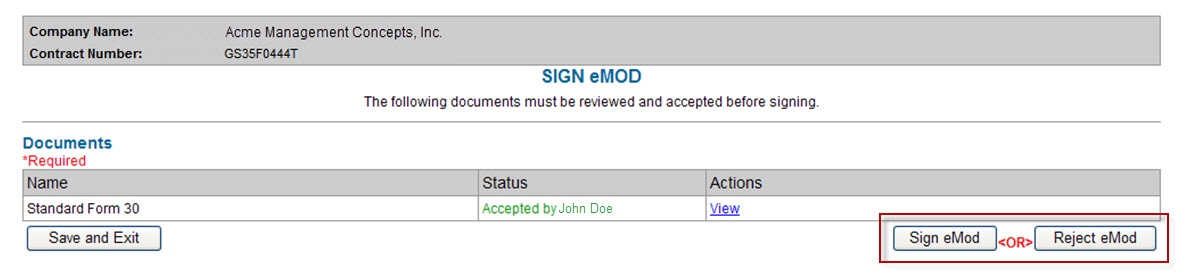 Company Name: Acme Management Concepts, Inc.
Contract Number: GS35F0444T
SIGN eMOD
The following documents must be reviewed and accepted before signing.
Documents
*Required
Name Status Actions
Standard Form 30 Accepted by John Doe View
Save and Exit Sign eMod <OR> Reject eMod